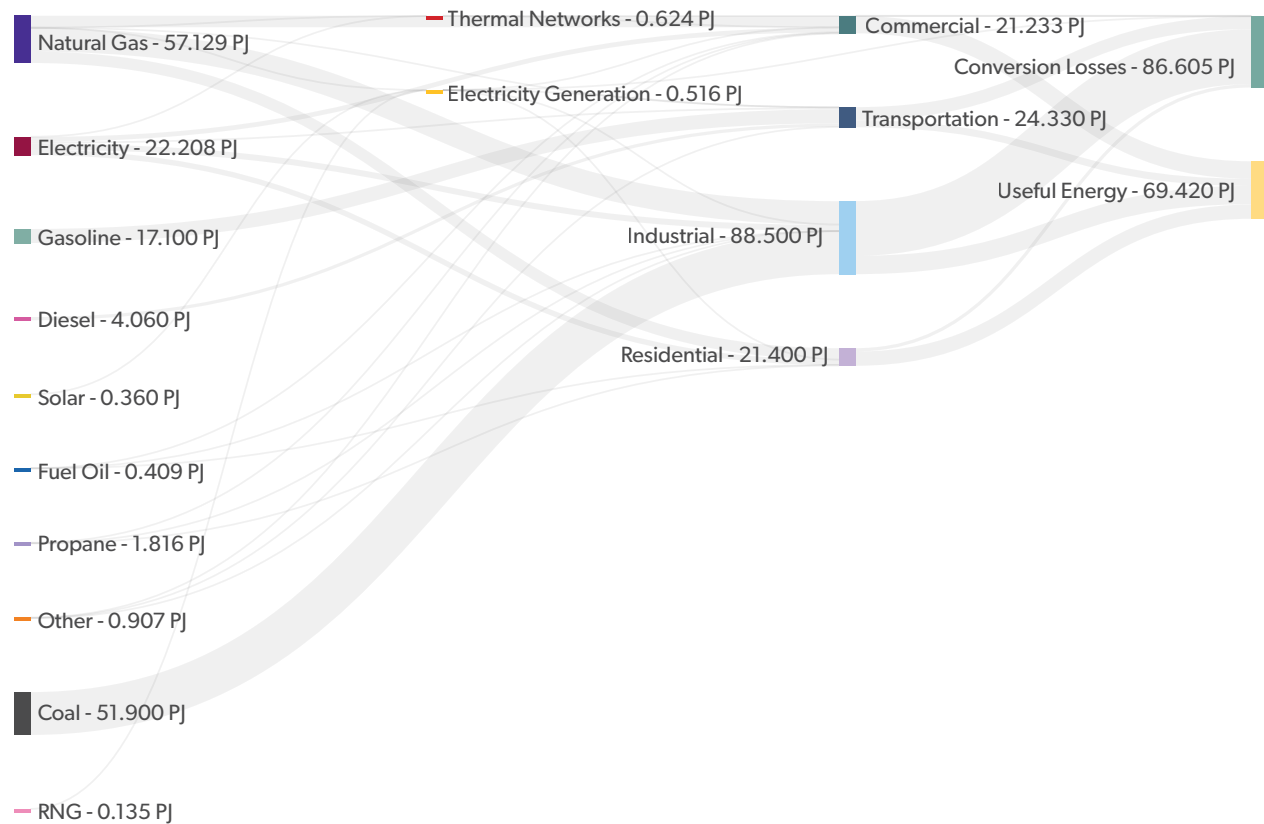 Natural Gas - 57.129 PJ
Electricity - 22.208 PJ
Gasoline - 17.100 PJ
Diesel - 4.060 PJ
Solar - 0.360 PJ
Fuel Oil - 0.409 PJ
Propane - 1.816 PJ
Other - 0.907 PJ
Coal - 51.900 PJ
RNG - 0.135 PJ
Thermal Networks - 0.624 PJ
Electricity Generation - 0.516 PJ
Commercial - 21.233 PJ
Transportation - 24.330 PJ
Industrial - 88.500 PJ
Residential - 21.400 PJ
Conversion Losses - 86.605 PJ
Useful Energy - 69.420 PJ